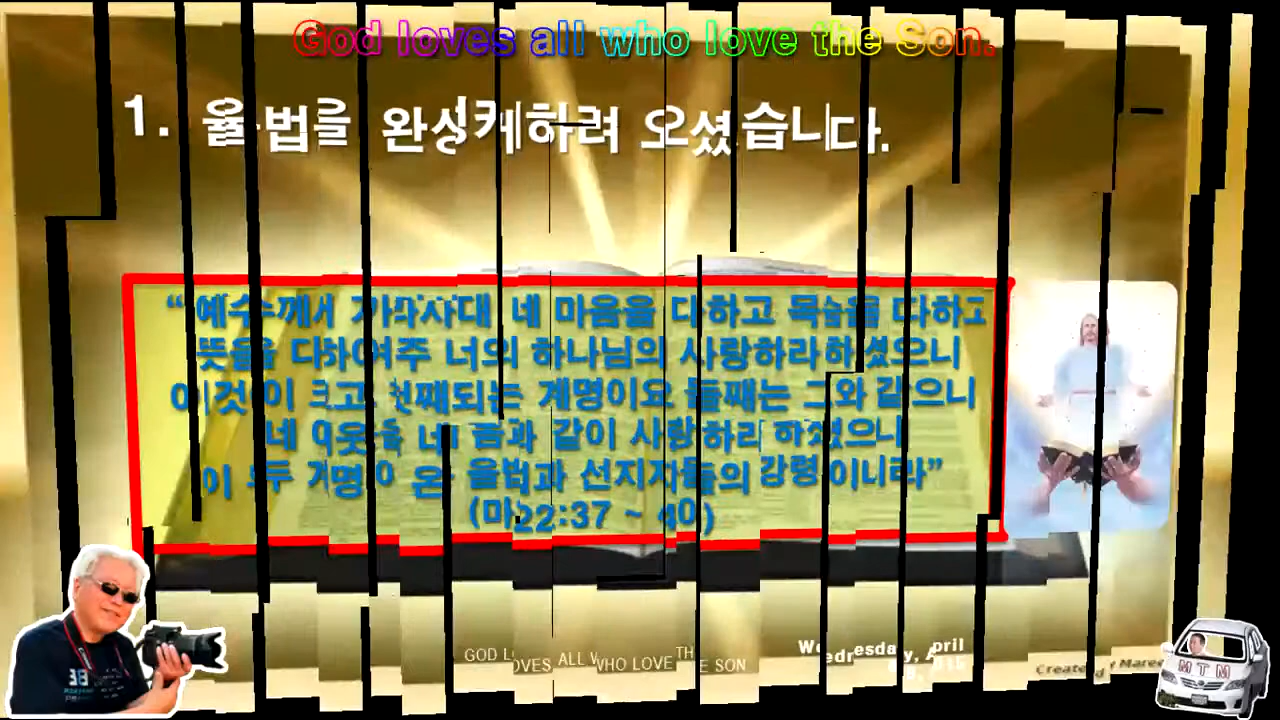 God loves all who love the Son.
1. 율법을 완성케하려 오셨습니다.
“예수께서 가라사대 네 마음을 다하고 목숨을 다하고
뜻을 다하여주 너의 하나님의 사랑하라하셨으니
이것이 크고 첫째되는 계명이요 둘째는 그와같으니
네 이웃을 네 몸과 같이 사랑하라 하셨으니
이 두 계명이 온 율법과 선지자들의 강령이니라”
(마22:37 ~ 40)
GOD LOVES ALL WHO LOVE THE SON
Wednesday, April
MTM